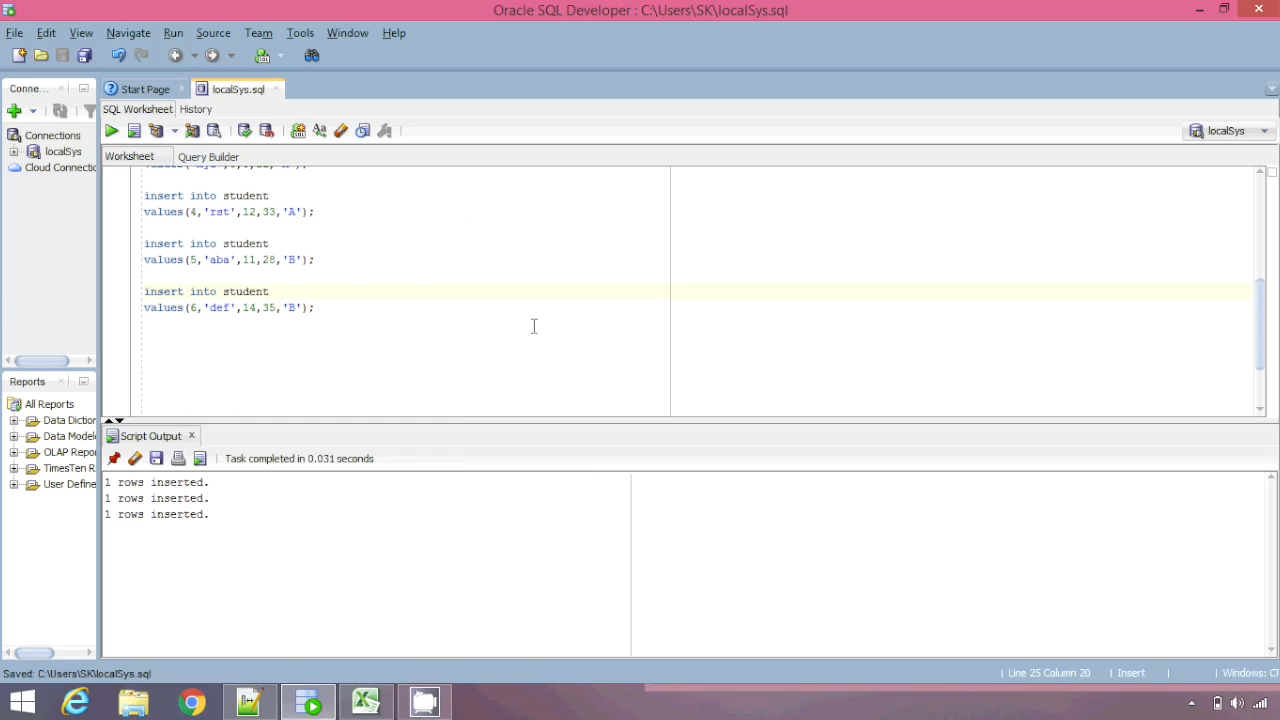 Oracle SQL Developer : C:\Users\SK\localSys.sql
File Edit View Navigate Run Source Team Tools Window Help
Conne... Start Page localSys.sql
SQL Worksheet History
Connections
localSys
Cloud Connectio
localSys
Worksheet Query Builder
insert into student
values(4,'rst',12,33,'A');
insert into student
values(5,'aba',11,28,'B');
insert into student
values(6,'def',14,35,'B');
Reports
All Reports
Data Diction
Data Modele
OLAP Repor
TimesTen R
User Define
Script Output
Task completed in 0.031 seconds
1 rows inserted.
1 rows inserted.
1 rows inserted.
Saved: C:\Users\SK\localSys.sql
Line 25 Column 20
Insert
Windows: CF